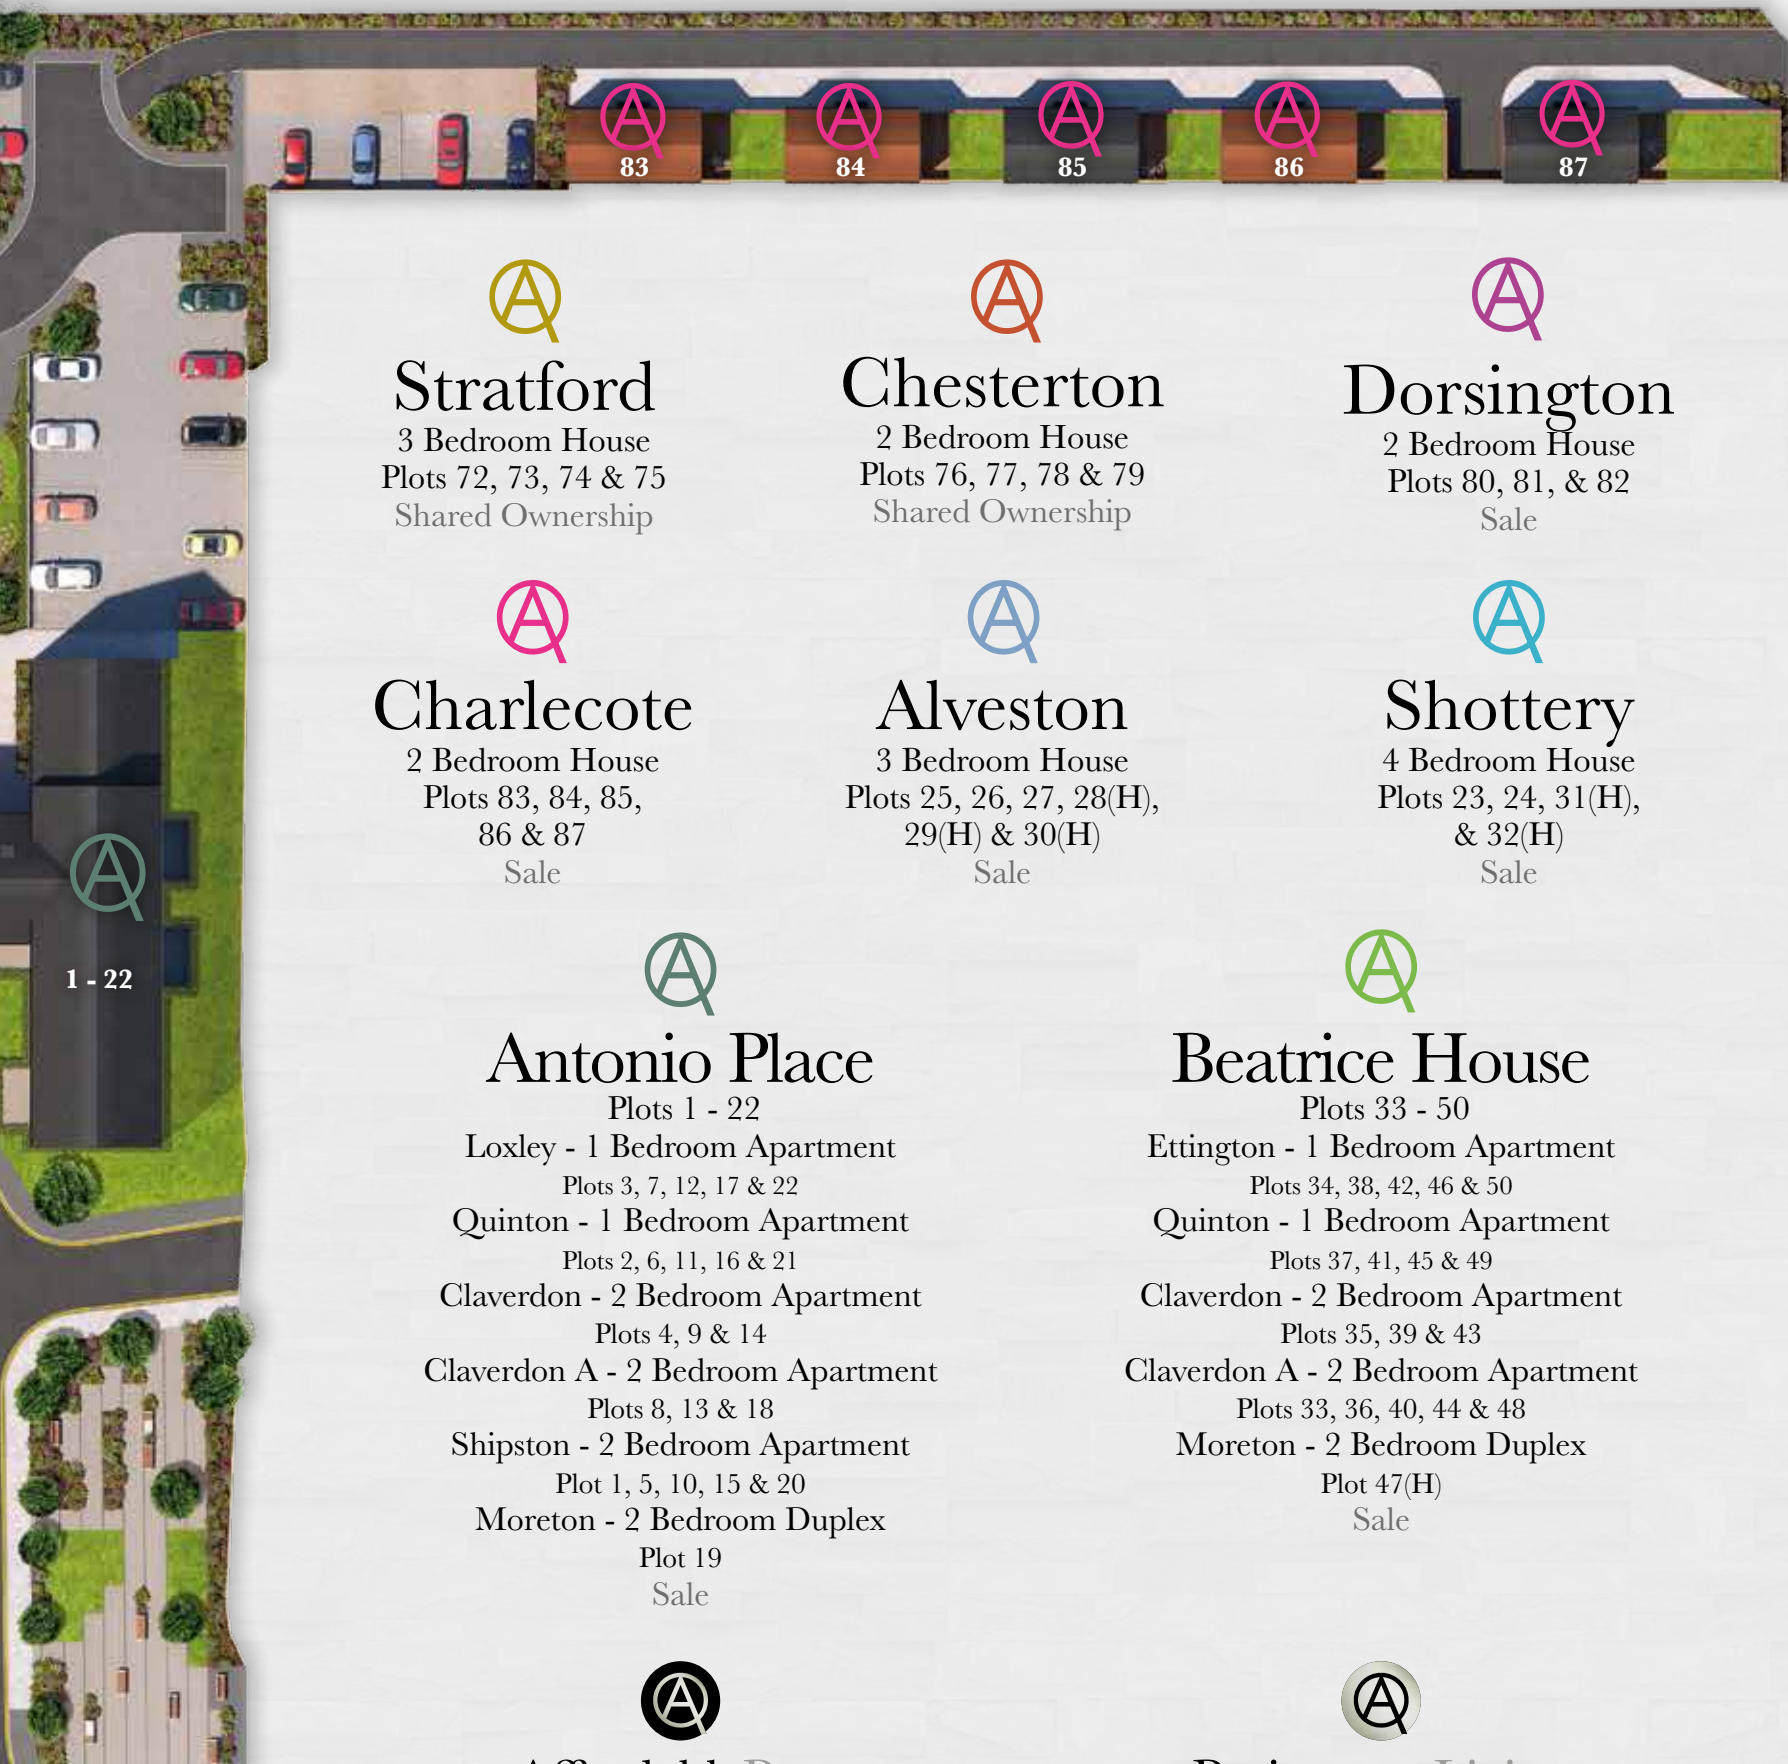 83
84
85
86
87
Stratford
3 Bedroom House
Plots 72, 73, 74 & 75
Shared Ownership
Chesterton
2 Bedroom House
Plots 76, 77, 78 & 79
Shared Ownership
Dorsington
2 Bedroom House
Plots 80, 81, & 82
Sale
Charlecote
2 Bedroom House
Plots 83, 84, 85,
86 & 87
Sale
Alveston
3 Bedroom House
Plots 25, 26, 27, 28(H),
29(H) & 30(H)
Sale
Shottery
4 Bedroom House
Plots 23, 24, 31(H),
& 32(H)
Sale
1 - 22
Antonio Place
Plots 1 - 22
Loxley - 1 Bedroom Apartment
Plots 3, 7, 12, 17 & 22
Quinton - 1 Bedroom Apartment
Plots 2, 6, 11, 16 & 21
Claverdon - 2 Bedroom Apartment
Plots 4, 9 & 14
Claverdon A - 2 Bedroom Apartment
Plots 8, 13 & 18
Shipston - 2 Bedroom Apartment
Plot 1, 5, 10, 15 & 20
Moreton - 2 Bedroom Duplex
Plot 19
Sale
Beatrice House
Plots 33 - 50
Ettington - 1 Bedroom Apartment
Plots 34, 38, 42, 46 & 50
Quinton - 1 Bedroom Apartment
Plots 37, 41, 45 & 49
Claverdon - 2 Bedroom Apartment
Plots 35, 39 & 43
Claverdon A - 2 Bedroom Apartment
Plots 33, 36, 40, 44 & 48
Moreton - 2 Bedroom Duplex
Plot 47(H)
Sale